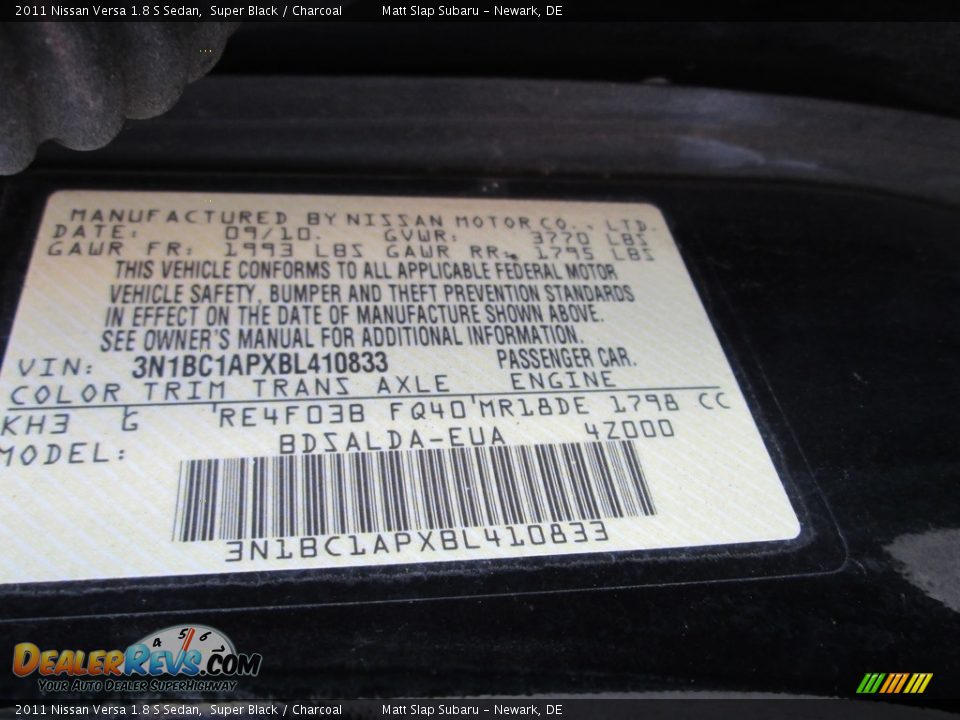 2011 Nissan Versa 1.8 S Sedan, Super Black / Charcoal Matt Slap Subaru - Newark, DE
MANUFACTURED BY NISSAN MOTOR CO., LTD.
DATE: 09/10. GVWR: 3770 LBS
GAWR FR: 1993 LBS GAWR RR: 1795 LBS
THIS VEHICLE CONFORMS TO ALL APPLICABLE FEDERAL MOTOR
VEHICLE SAFETY, BUMPER AND THEFT PREVENTION STANDARDS
IN EFFECT ON THE DATE OF MANUFACTURE SHOWN ABOVE.
SEE OWNER'S MANUAL FOR ADDITIONAL INFORMATION.
VIN: 3N1BC1APXBL410833 PASSENGER CAR.
COLOR TRIM TRANS AXLE ENGINE
KH3 G RE4F03B FQ40 MR18DE 1798 CC
MODEL: BDSALDA-EUA 4Z000
3N1BC1APXBL410833
4 5 6 7
DEALERREVS.COM
YOUR AUTO DEALER SUPERHIGHWAY
2011 Nissan Versa 1.8 S Sedan, Super Black / Charcoal Matt Slap Subaru - Newark, DE